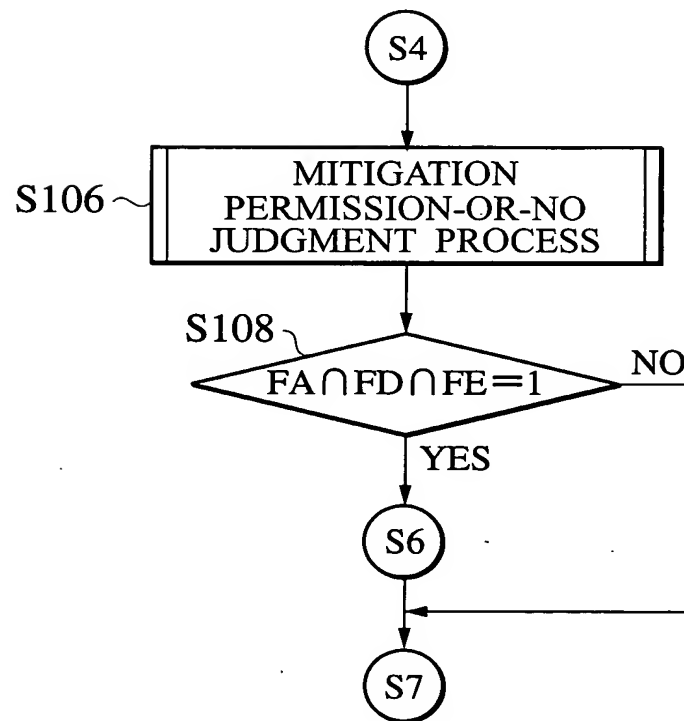 S4
S106
MITIGATION
PERMISSION-OR-NO
JUDGMENT PROCESS
S108
FA∩FD∩FE=1
NO
YES
S6
S7